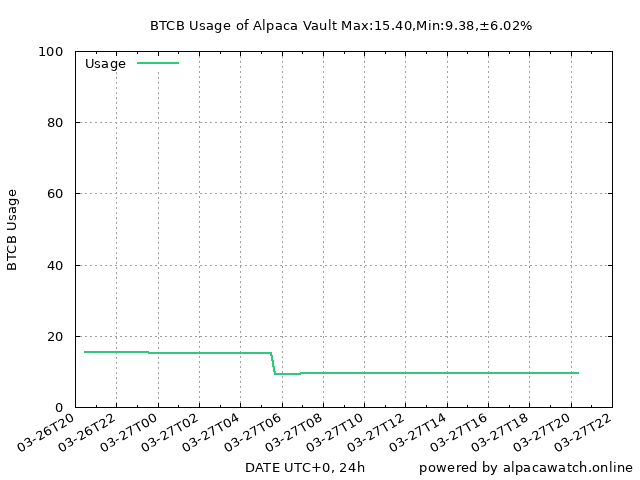 BTCB Usage of Alpaca Vault Max:15.40,Min:9.38,±6.02%
100
Usage
80
60
BTCB Usage
40
20
0
03-26T20
03-26T22
03-27T00
03-27T02
03-27T04
03-27T06
03-27T08
03-27T10
03-27T12
03-27T14
03-27T16
03-27T18
03-27T20
03-27T22
DATE UTC+0, 24h
powered by alpacawatch.online